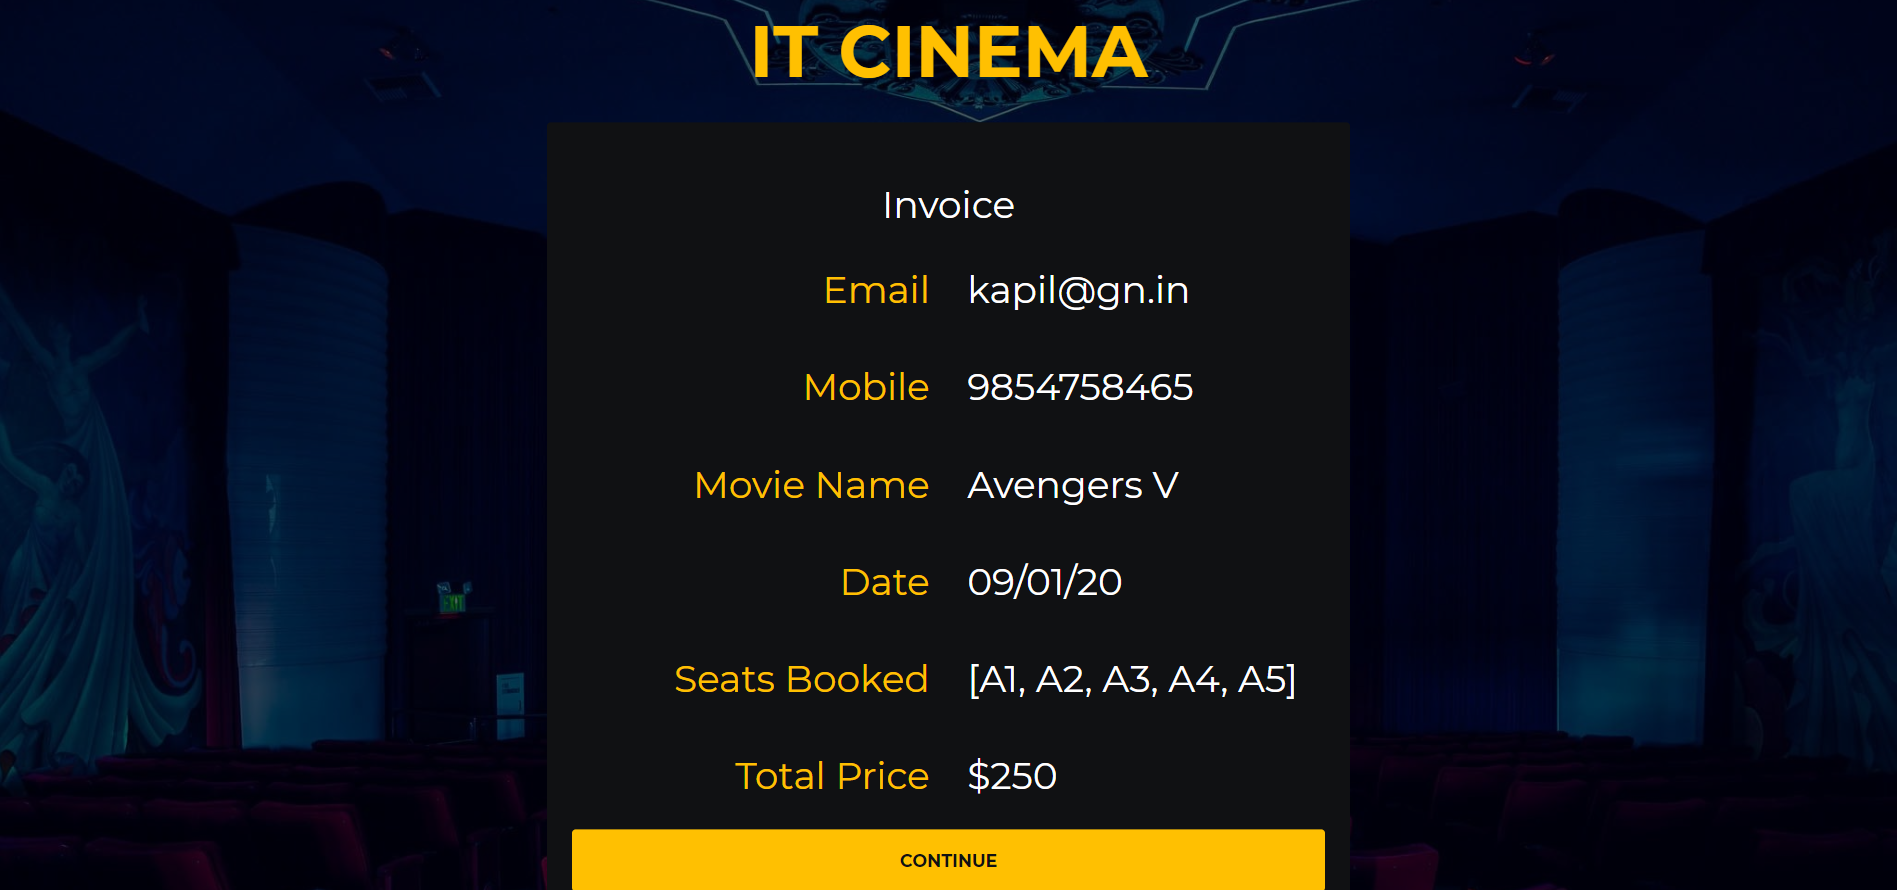 IT CINEMA
Invoice
Email kapil@gn.in
Mobile 9854758465
Movie Name Avengers V
Date 09/01/20
Seats Booked [A1, A2, A3, A4, A5]
Total Price $250
CONTINUE
EXIT